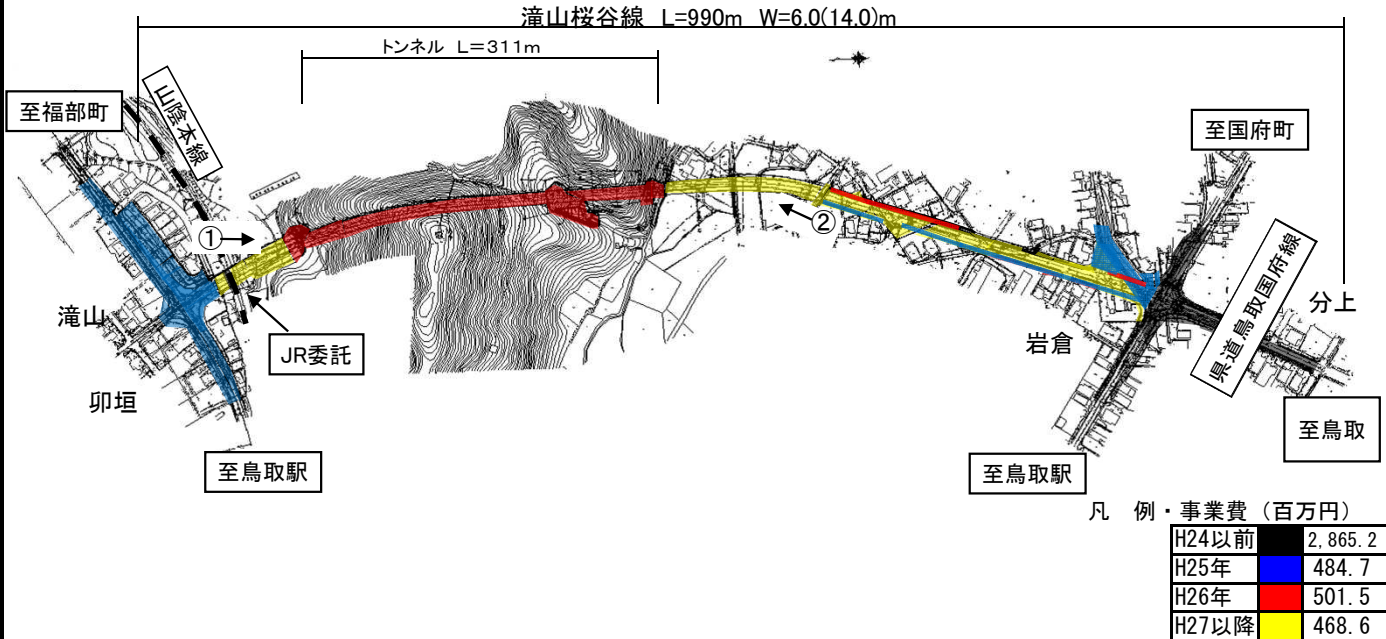 滝山桜谷線 L=990m W=6.0(14.0)m
トンネル L=311m
至福部町
山陰本線
至国府町
①→
②
滝山
JR委託
卯垣
至鳥取駅
岩倉
県道鳥取国府線
分上
至鳥取
至鳥取駅
凡 例・事業費（百万円）
H24以前 2,865.2
H25年 484.7
H26年 501.5
H27以降 468.6